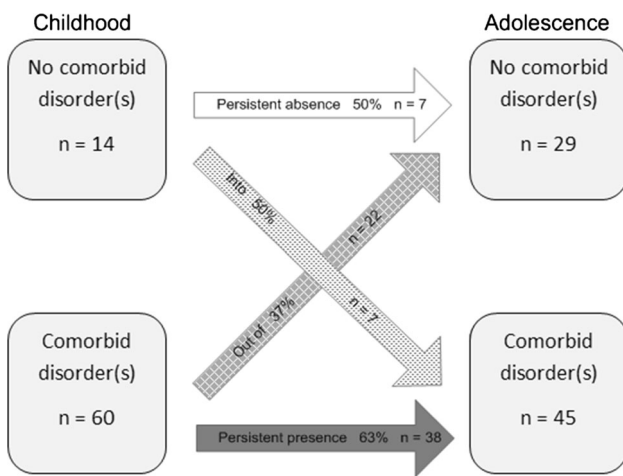 Childhood
Adolescence
No comorbid
disorder(s)
n = 14
Persistent absence 50% n = 7
No comorbid
disorder(s)
n = 29
Into 50%
n = 7
Out of 37%
n = 22
Comorbid
disorder(s)
n = 60
Persistent presence 63% n = 38
Comorbid
disorder(s)
n = 45